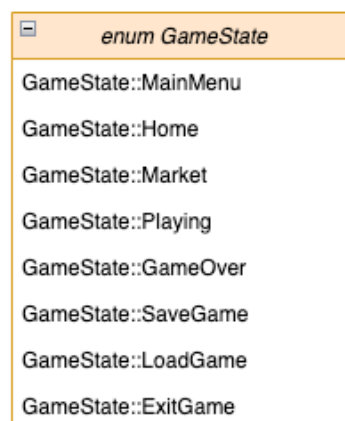 enum GameState
GameState::MainMenu
GameState::Home
GameState::Market
GameState::Playing
GameState::GameOver
GameState::SaveGame
GameState::LoadGame
GameState::ExitGame